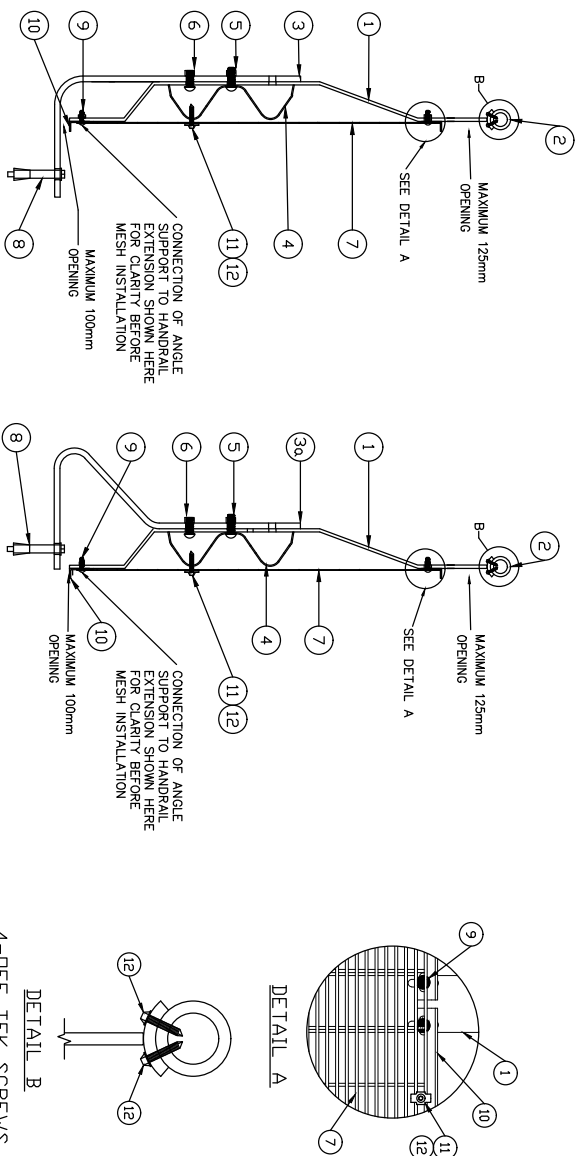 10
9
6
5
3
1
B
2
MAXIMUM 125mm
OPENING
SEE DETAIL A
7
4
11
12
CONNECTION OF ANGLE
SUPPORT TO HANDRAIL
EXTENSION SHOWN HERE
FOR CLARITY BEFORE
MESH INSTALLATION
MAXIMUM 100mm
OPENING
8
8
9
6
5
3a
1
B
2
MAXIMUM 125mm
OPENING
SEE DETAIL A
7
4
11
12
CONNECTION OF ANGLE
SUPPORT TO HANDRAIL
EXTENSION SHOWN HERE
FOR CLARITY BEFORE
MESH INSTALLATION
10
MAXIMUM 100mm
OPENING
9
1
10
11
12
7
DETAIL A
12
12
DETAIL B
4-OFF TEK SCREWS